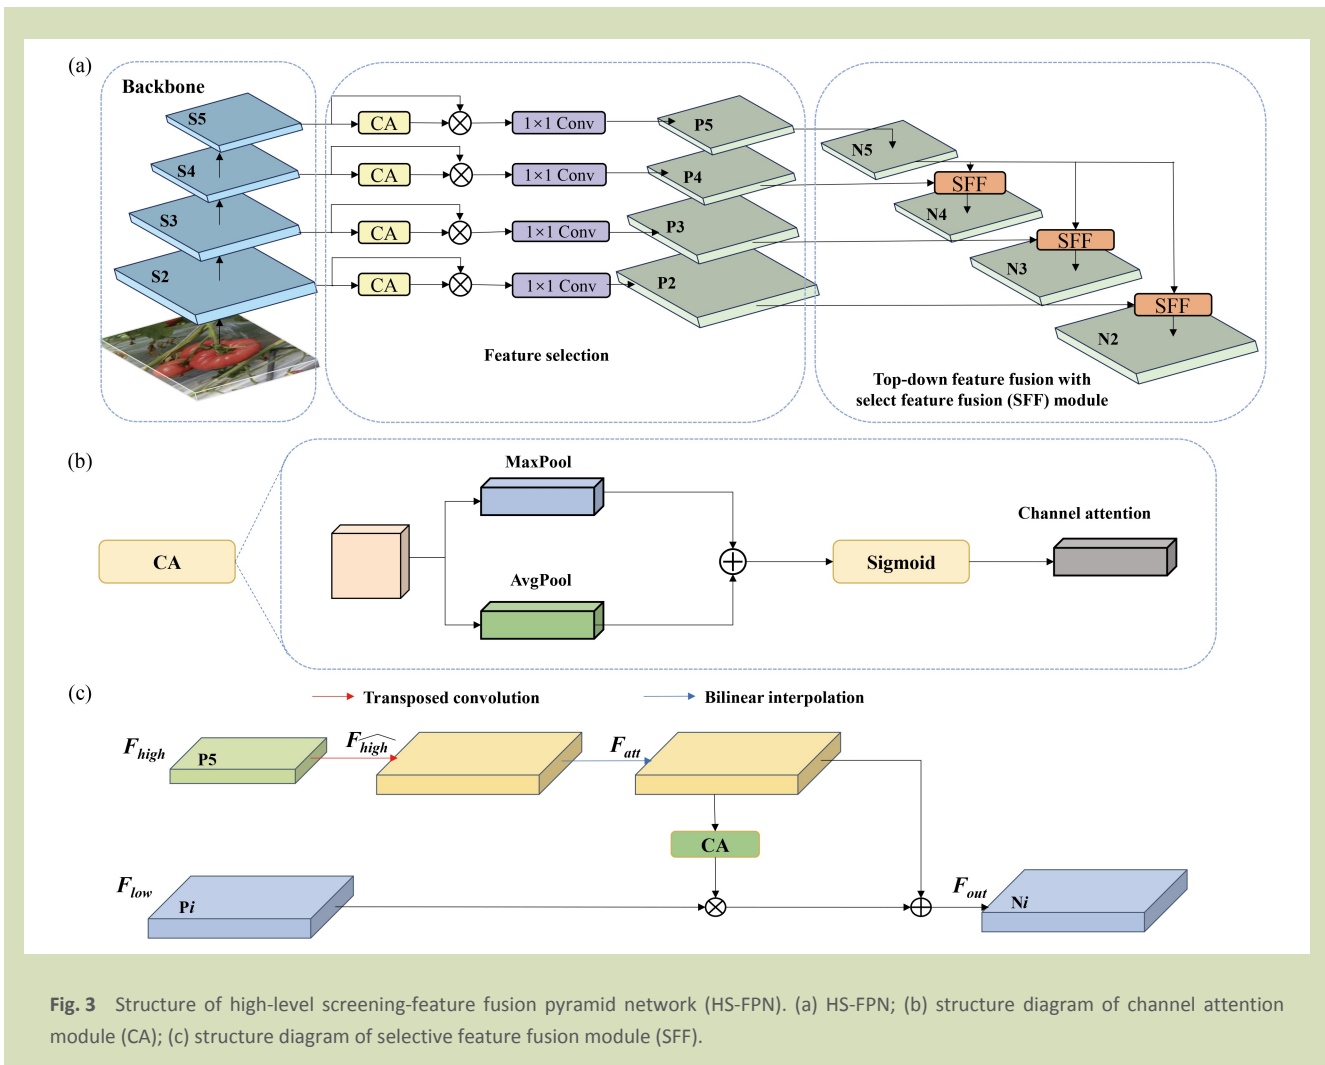 (a)
Backbone
S5
CA
1×1 Conv
P5
N5
S4
CA
1×1 Conv
P4
SFF
N4
S3
CA
1×1 Conv
P3
SFF
N3
S2
CA
1×1 Conv
P2
SFF
N2
Feature selection
Top-down feature fusion with
select feature fusion (SFF) module
(b)
MaxPool
Channel attention
CA
Sigmoid
AvgPool
(c)
Transposed convolution
Bilinear interpolation
F_high
P5
F_high^
F_att
CA
F_low
Pi
F_out
Ni
Fig. 3 Structure of high-level screening-feature fusion pyramid network (HS-FPN). (a) HS-FPN; (b) structure diagram of channel attention
module (CA); (c) structure diagram of selective feature fusion module (SFF).